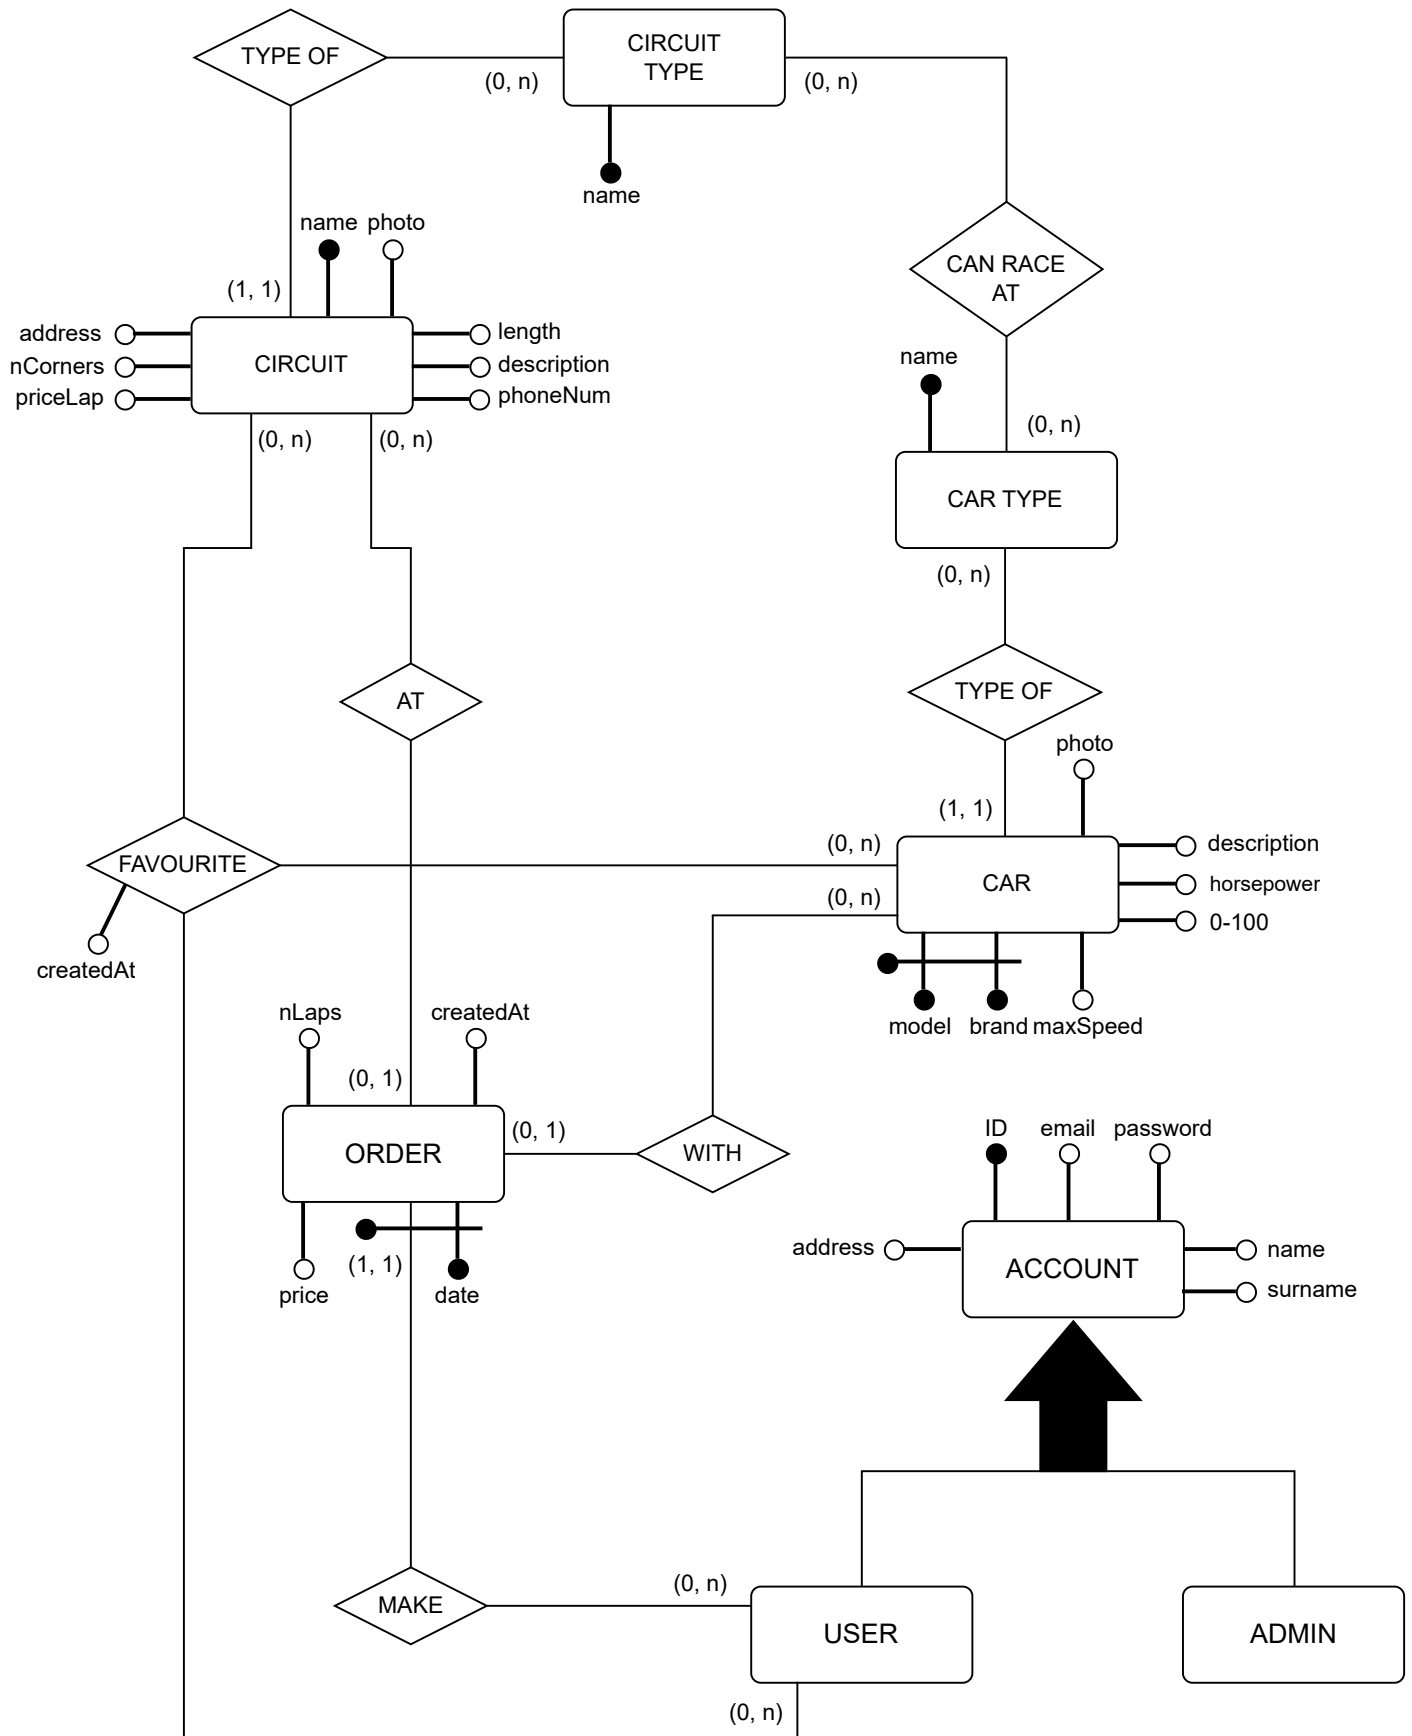 TYPE OF
CIRCUIT
TYPE
(0, n)
(0, n)
name
name
photo
CAN RACE
AT
(1, 1)
address
length
CIRCUIT
nCorners
description
priceLap
phoneNum
name
(0, n)
(0, n)
(0, n)
CAR TYPE
(0, n)
AT
TYPE OF
photo
(1, 1)
FAVOURITE
(0, n)
description
CAR
horsepower
(0, n)
0-100
createdAt
nLaps
createdAt
model
brand
maxSpeed
(0, 1)
(0, 1)
ORDER
WITH
ID
email
password
address
name
ACCOUNT
surname
(1, 1)
price
date
(0, n)
MAKE
USER
ADMIN
(0, n)